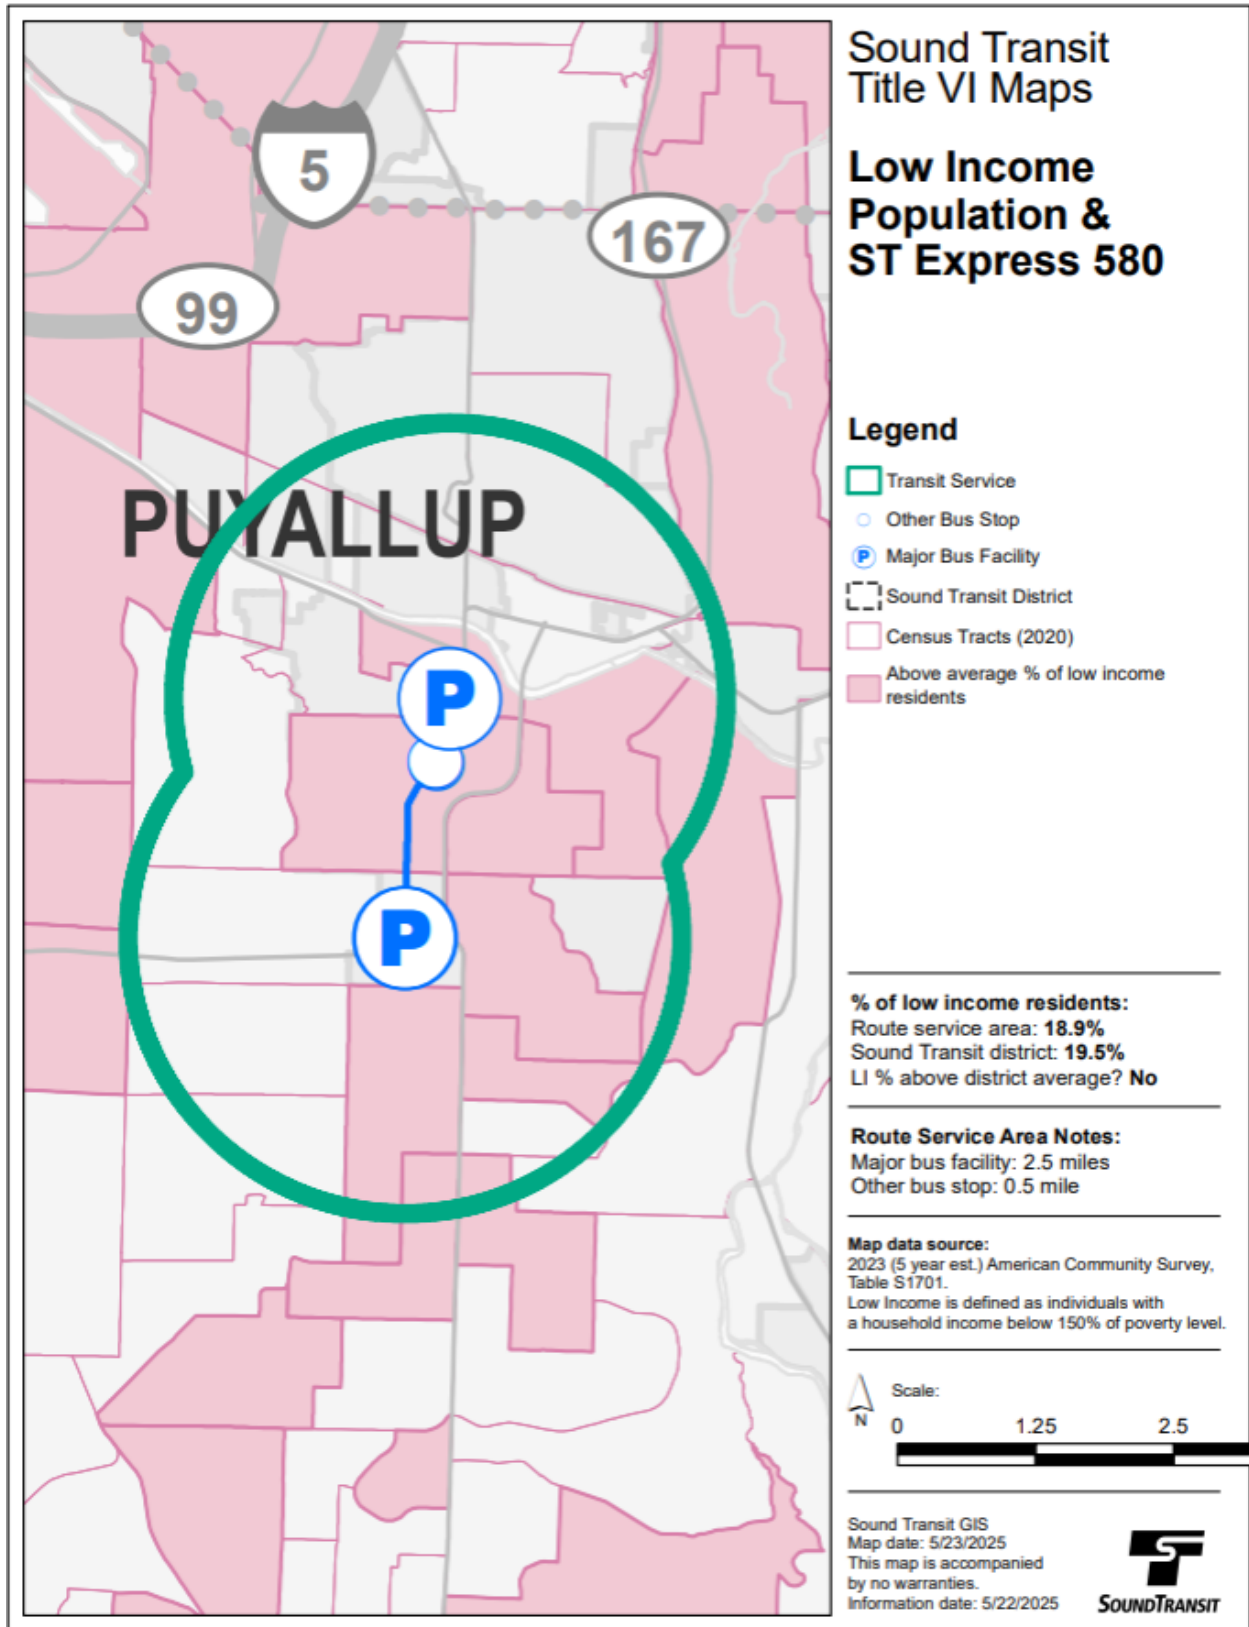 Sound Transit
Title VI Maps
Low Income
Population &
ST Express 580
5
167
99
PUYALLUP
P
P
Legend
Transit Service
Other Bus Stop
P Major Bus Facility
Sound Transit District
Census Tracts (2020)
Above average % of low income
residents
% of low income residents:
Route service area: 18.9%
Sound Transit district: 19.5%
LI % above district average? No
Route Service Area Notes:
Major bus facility: 2.5 miles
Other bus stop: 0.5 mile
Map data source:
2023 (5 year est.) American Community Survey,
Table S1701.
Low Income is defined as individuals with
a household income below 150% of poverty level.
N
Scale:
0 1.25 2.5
Sound Transit GIS
Map date: 5/23/2025
This map is accompanied
by no warranties.
Information date: 5/22/2025
SOUNDTRANSIT